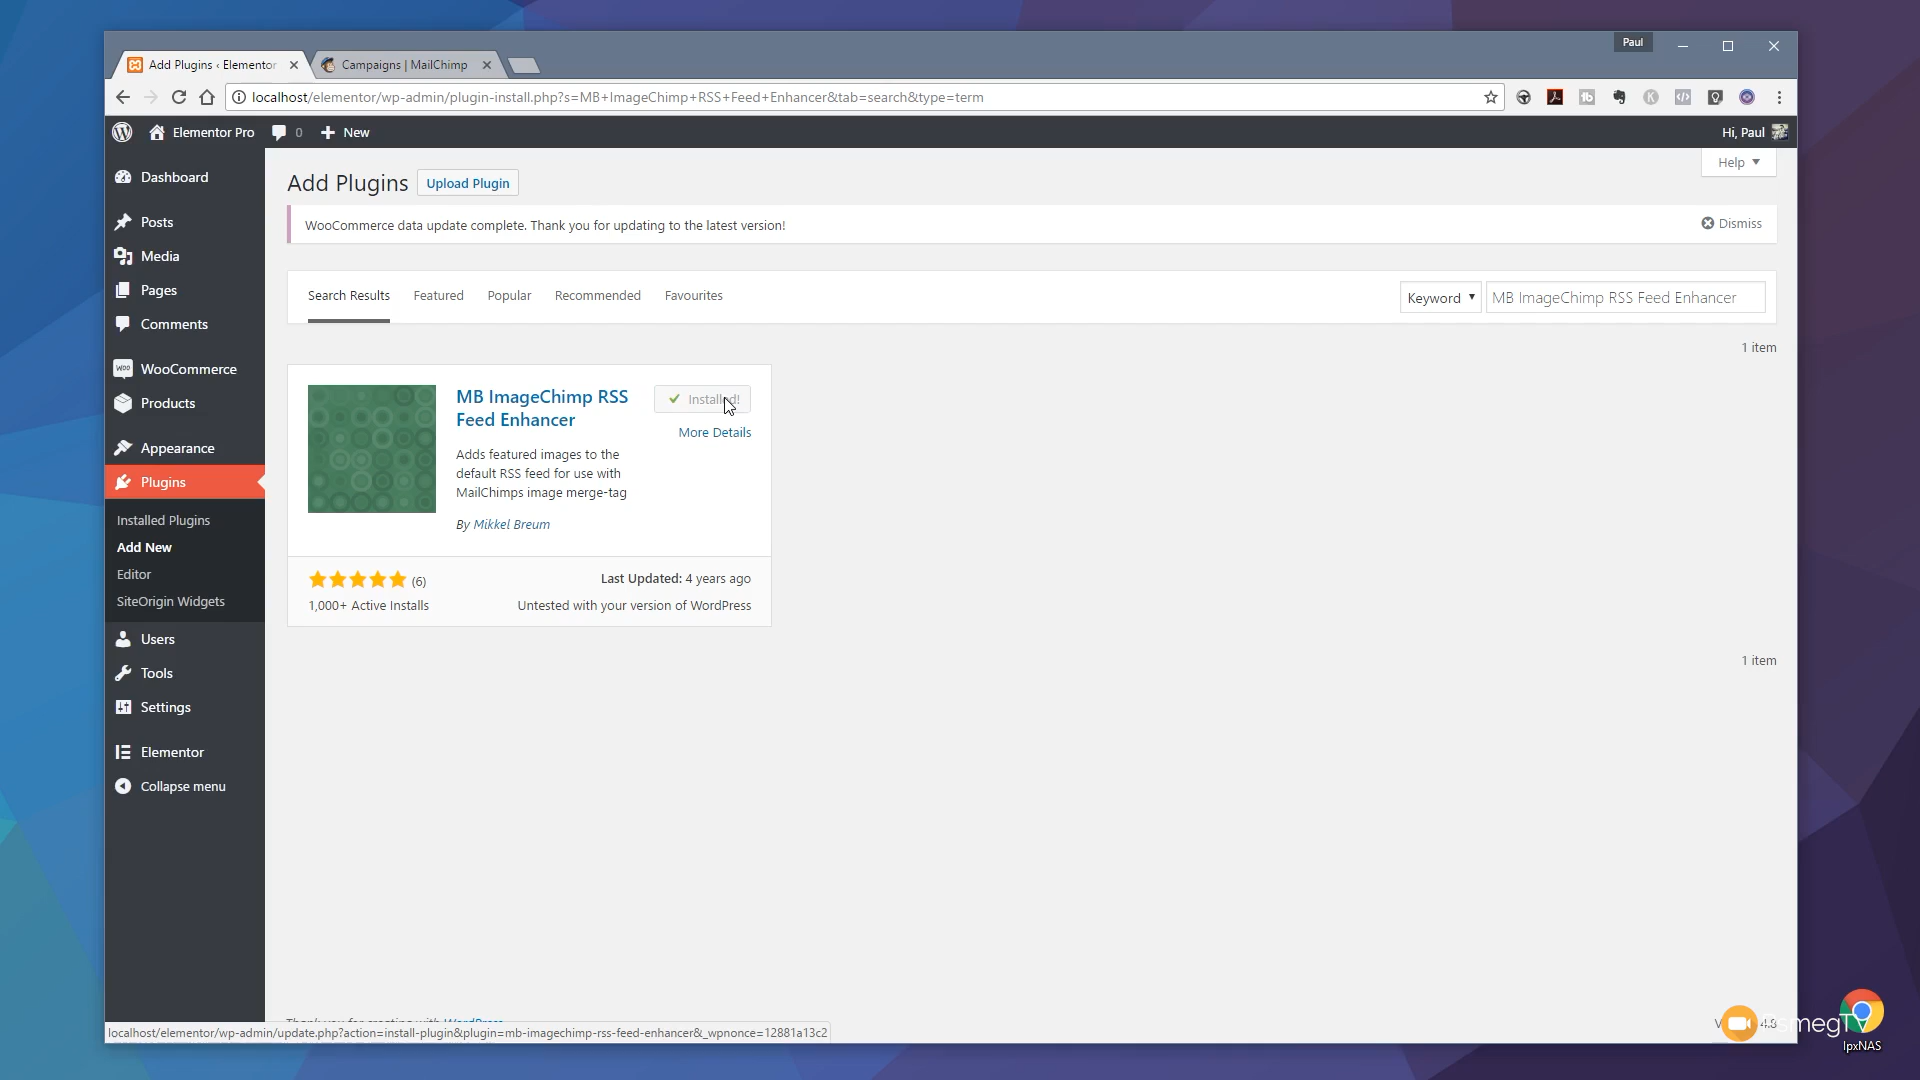 Paul
Add Plugins ‹ Elementor
Campaigns | MailChimp
localhost/elementor/wp-admin/plugin-install.php?s=MB+ImageChimp+RSS+Feed+Enhancer&tab=search&type=term
Elementor Pro
0
New
Hi, Paul
Help
Dashboard
Posts
Media
Pages
Comments
WooCommerce
Products
Appearance
Plugins
Installed Plugins
Add New
Editor
SiteOrigin Widgets
Users
Tools
Settings
Elementor
Collapse menu
Add Plugins
Upload Plugin
WooCommerce data update complete. Thank you for updating to the latest version!
Dismiss
Search Results
Featured
Popular
Recommended
Favourites
Keyword
MB ImageChimp RSS Feed Enhancer
1 item
MB ImageChimp RSS
Feed Enhancer
Installed!
More Details
Adds featured images to the
default RSS feed for use with
MailChimps image merge-tag
By Mikkel Breum
(6)
Last Updated: 4 years ago
1,000+ Active Installs
Untested with your version of WordPress
1 item
localhost/elementor/wp-admin/update.php?action=install-plugin&plugin=mb-imagechimp-rss-feed-enhancer&_wpnonce=12881a13c2
IpxNAS